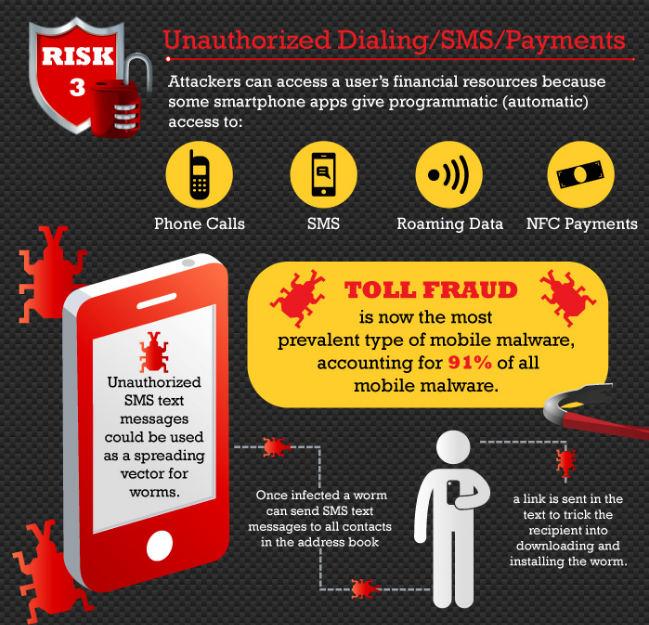 RISK
3
Unauthorized Dialing/SMS/Payments
Attackers can access a user's financial resources because
some smartphone apps give programmatic (automatic)
access to:
Phone Calls
SMS
Roaming Data
NFC Payments
TOLL FRAUD
is now the most
prevalent type of mobile malware,
accounting for 91% of all
mobile malware.
Unauthorized
SMS text
messages
could be used
as a spreading
vector for
worms.
Once infected a worm
can send SMS text
messages to all contacts
in the address book
a link is sent in the
text to trick the
recipient into
downloading and
installing the worm.